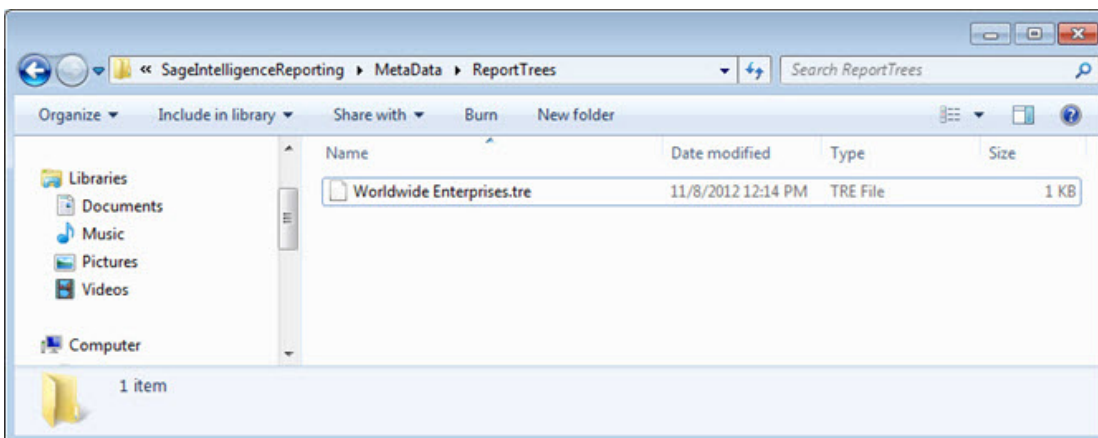 « SageIntelligenceReporting ▸ MetaData ▸ ReportTrees
Search ReportTrees
Organize Include in library Share with Burn New folder
Name Date modified Type Size
Libraries
Worldwide Enterprises.tre 11/8/2012 12:14 PM TRE File 1 KB
Documents
Music
Pictures
Videos
Computer
1 item